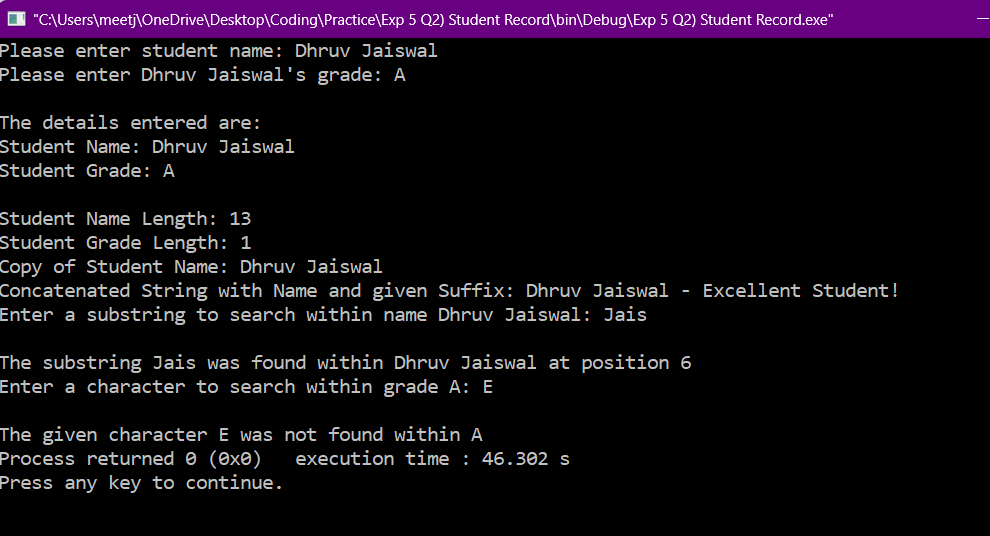 "C:\Users\meetj\OneDrive\Desktop\Coding\Practice\Exp 5 Q2) Student Record\bin\Debug\Exp 5 Q2) Student Record.exe"
Please enter student name: Dhruv Jaiswal
Please enter Dhruv Jaiswal's grade: A
The details entered are:
Student Name: Dhruv Jaiswal
Student Grade: A
Student Name Length: 13
Student Grade Length: 1
Copy of Student Name: Dhruv Jaiswal
Concatenated String with Name and given Suffix: Dhruv Jaiswal - Excellent Student!
Enter a substring to search within name Dhruv Jaiswal: Jais
The substring Jais was found within Dhruv Jaiswal at position 6
Enter a character to search within grade A: E
The given character E was not found within A
Process returned 0 (0x0)   execution time : 46.302 s
Press any key to continue.